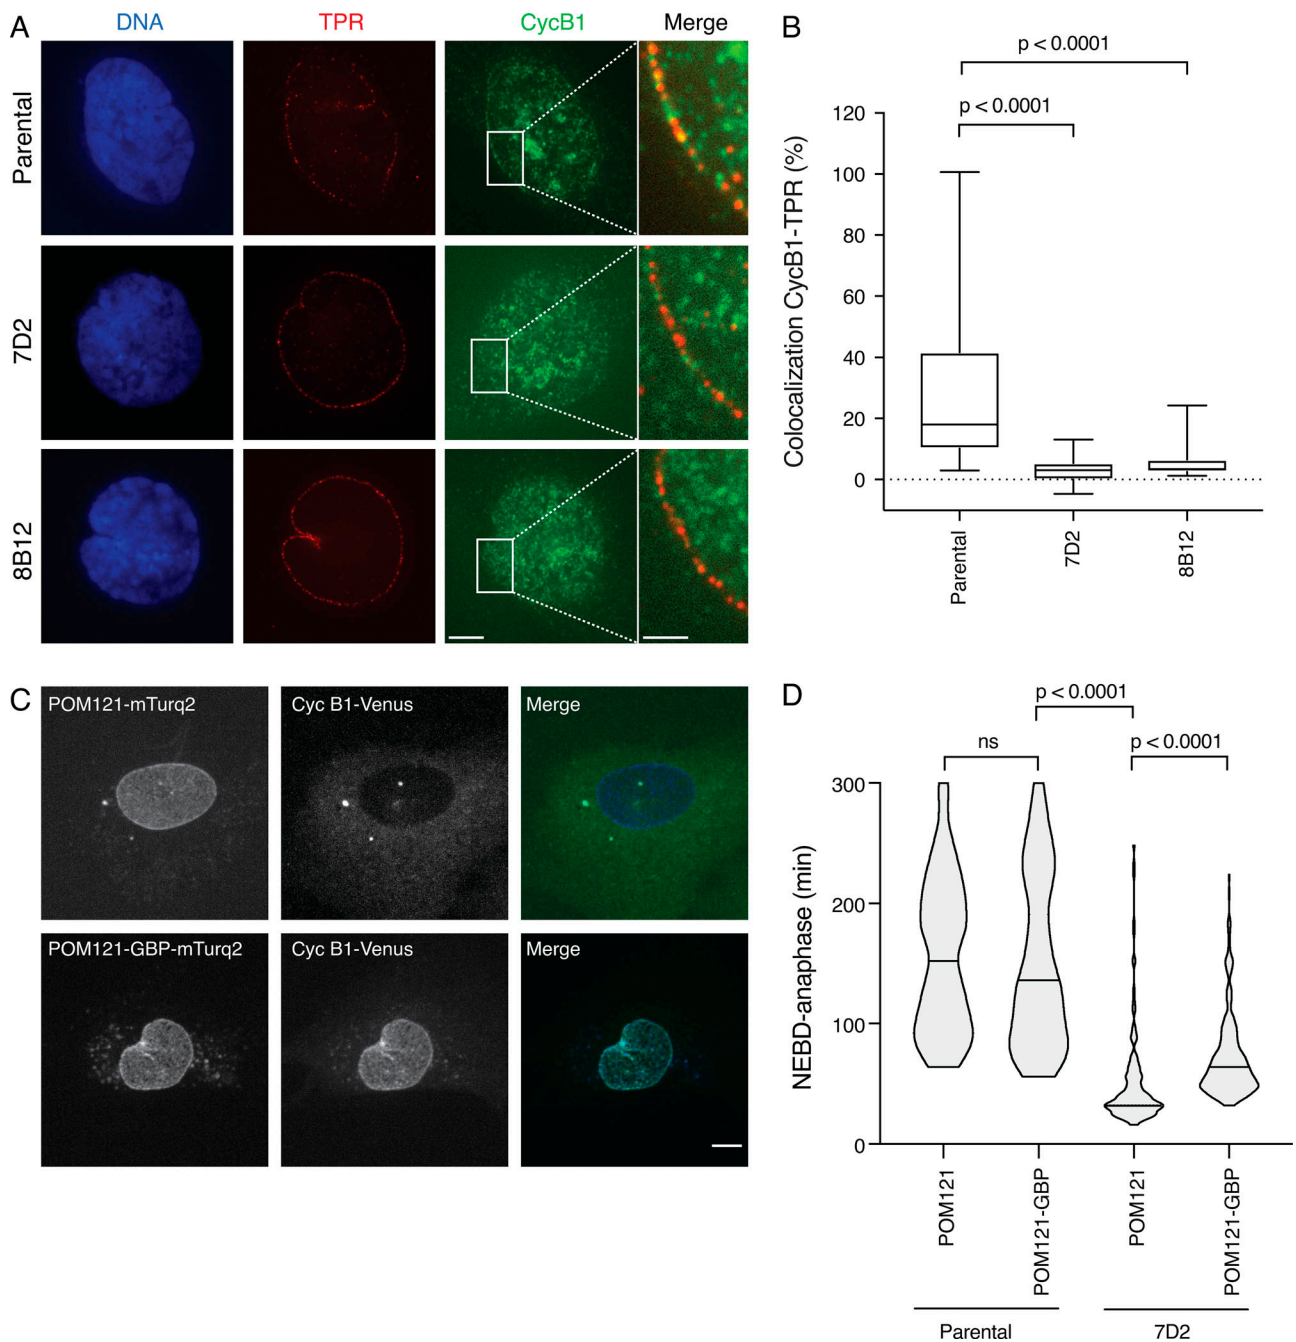 A
DNA
TPR
CycB1
Merge
Parental
7D2
8B12
B
p < 0.0001
p < 0.0001
Colocalization CycB1-TPR (%)
120
100
80
60
40
20
0
Parental
7D2
8B12
C
POM121-mTurq2
Cyc B1-Venus
Merge
POM121-GBP-mTurq2
Cyc B1-Venus
Merge
D
p < 0.0001
ns
p < 0.0001
NEBD-anaphase (min)
300
200
100
0
POM121
POM121-GBP
POM121
POM121-GBP
Parental
7D2